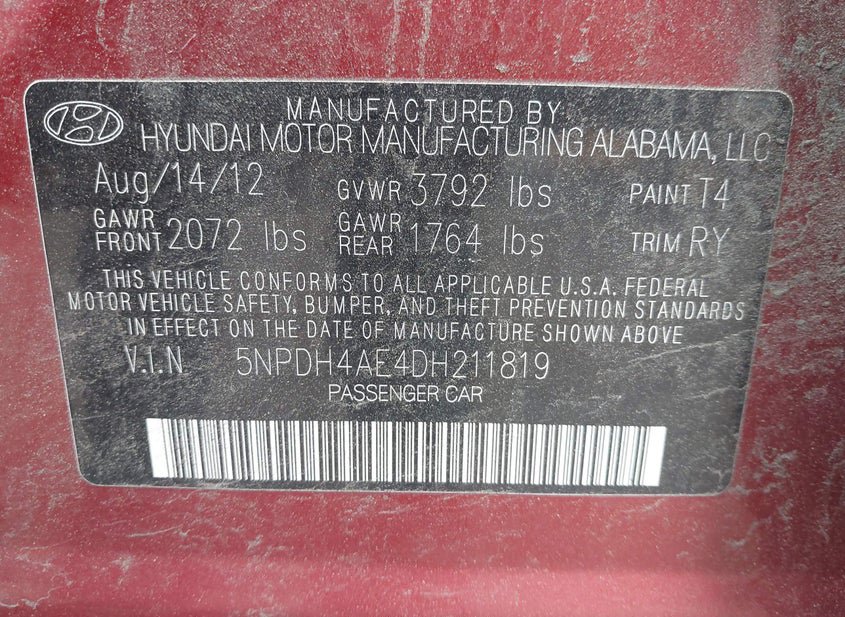 MANUFACTURED BY
HYUNDAI MOTOR MANUFACTURING ALABAMA, LLC
Aug/14/12 GVWR 3792 lbs PAINT T4
GAWR FRONT 2072 lbs GAWR REAR 1764 lbs TRIM RY
THIS VEHICLE CONFORMS TO ALL APPLICABLE U.S.A. FEDERAL
MOTOR VEHICLE SAFETY, BUMPER, AND THEFT PREVENTION STANDARDS
IN EFFECT ON THE DATE OF MANUFACTURE SHOWN ABOVE
V.I.N 5NPDH4AE4DH211819
PASSENGER CAR